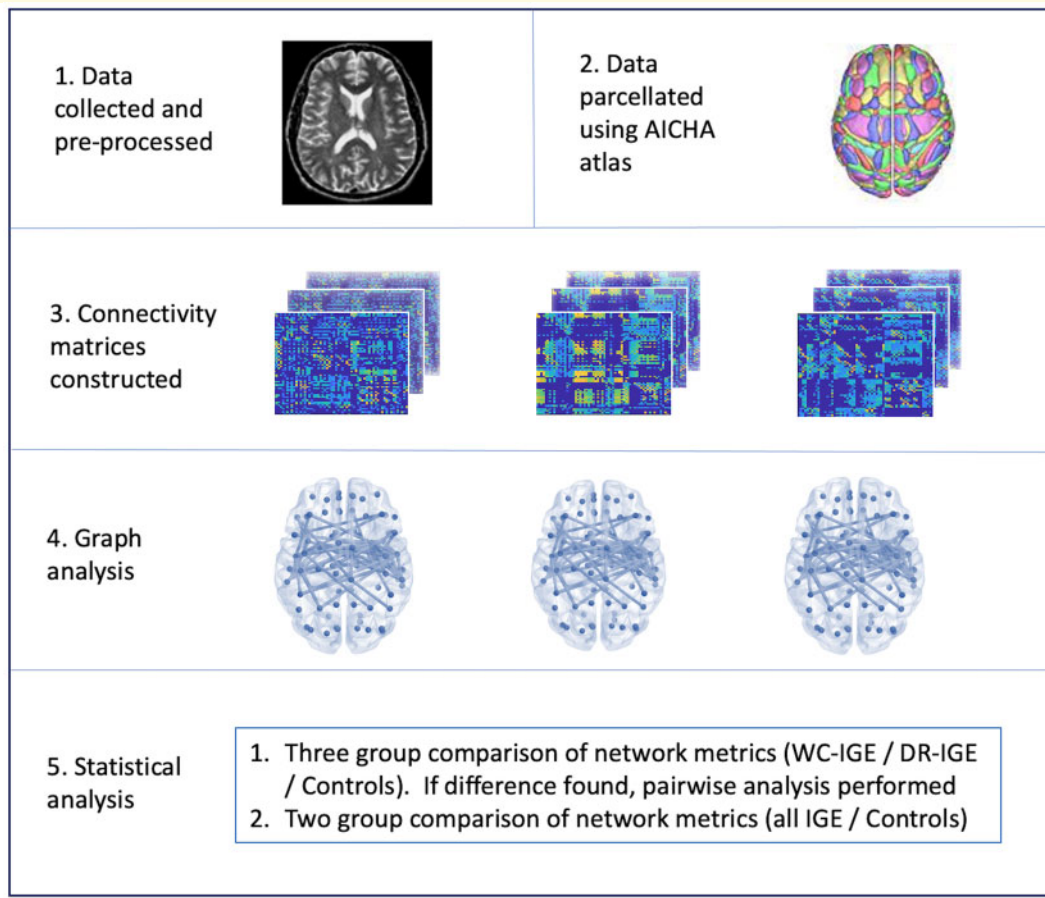 1. Data
collected and
pre-processed
2. Data
parcellated
using AICHA
atlas
3. Connectivity
matrices
constructed
4. Graph
analysis
5. Statistical
analysis
1. Three group comparison of network metrics (WC-IGE / DR-IGE
/ Controls). If difference found, pairwise analysis performed
2. Two group comparison of network metrics (all IGE / Controls)